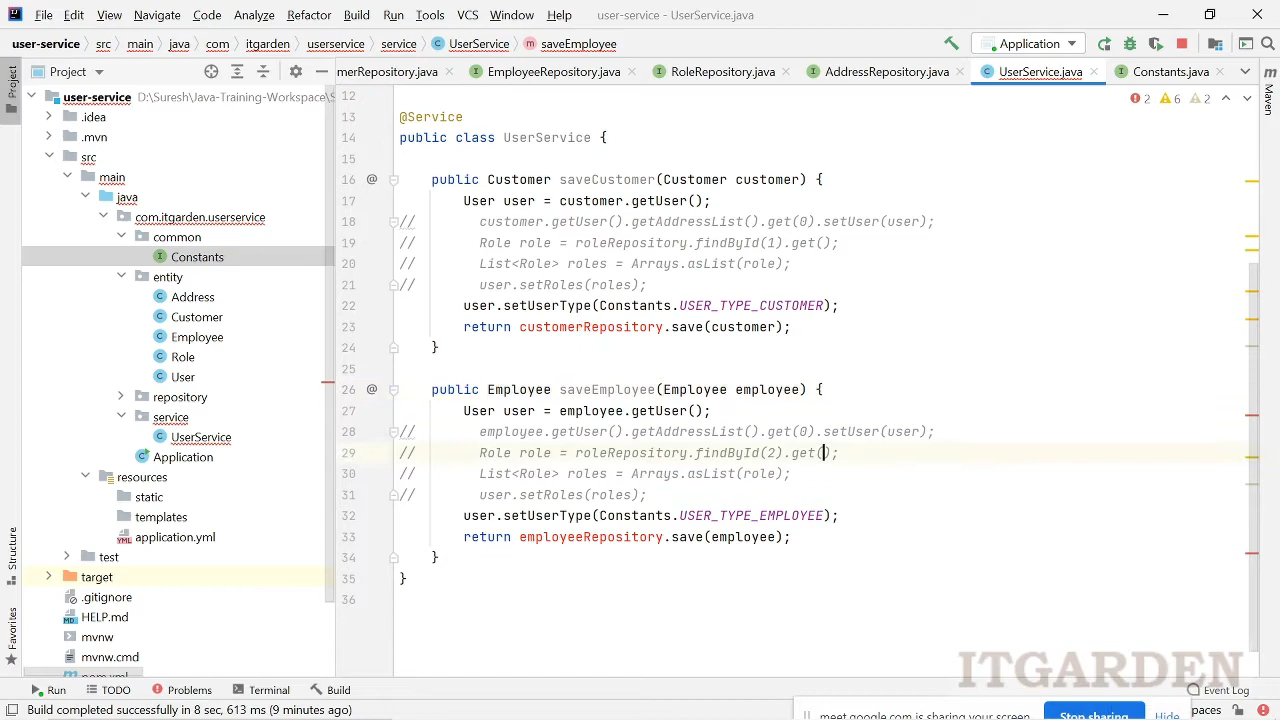 File Edit View Navigate Code Analyze Refactor Build Run Tools VCS Window Help user-service - UserService.java
user-service src main java com itgarden userservice service UserService saveEmployee Application
Project merRepository.java EmployeeRepository.java RoleRepository.java AddressRepository.java UserService.java Constants.java
Project
Structure
Favorites
user-service D:\Suresh\Java-Training-Workspace\S
.idea
.mvn
src
main
java
com.itgarden.userservice
common
Constants
entity
Address
Customer
Employee
Role
User
repository
service
UserService
Application
resources
static
templates
application.yml
test
target
.gitignore
HELP.md
mvnw
mvnw.cmd
pom.yml
2 6 2
Maven
12
13 @Service
14 public class UserService {
15
16 @ public Customer saveCustomer(Customer customer) {
17 User user = customer.getUser();
18 // customer.getUser().getAddressList().get(0).setUser(user);
19 // Role role = roleRepository.findById(1).get();
20 // List<Role> roles = Arrays.asList(role);
21 // user.setRoles(roles);
22 user.setUserType(Constants.USER_TYPE_CUSTOMER);
23 return customerRepository.save(customer);
24 }
25
26 @ public Employee saveEmployee(Employee employee) {
27 User user = employee.getUser();
28 // employee.getUser().getAddressList().get(0).setUser(user);
29 // Role role = roleRepository.findById(2).get();
30 // List<Role> roles = Arrays.asList(role);
31 // user.setRoles(roles);
32 user.setUserType(Constants.USER_TYPE_EMPLOYEE);
33 return employeeRepository.save(employee);
34 }
35 }
36
ITGARDEN
Run TODO Problems Terminal Build Event Log
Build completed successfully in 8 sec, 613 ms (9 minutes ago)
meet.google.com is sharing your screen. Stop sharing Hide paces